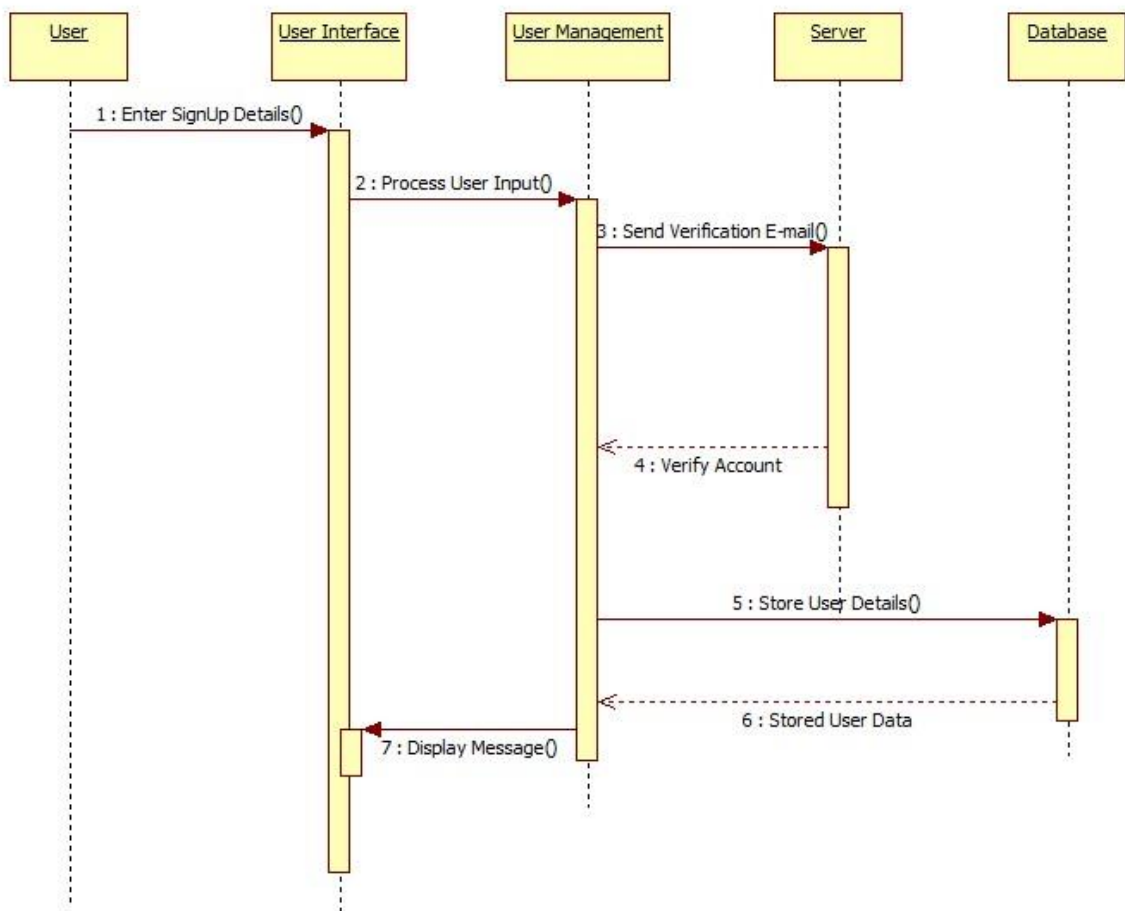 User
User Interface
User Management
Server
Database
1 : Enter SignUp Details()
2 : Process User Input()
3 : Send Verification E-mail()
4 : Verify Account
5 : Store User Details()
6 : Stored User Data
7 : Display Message()